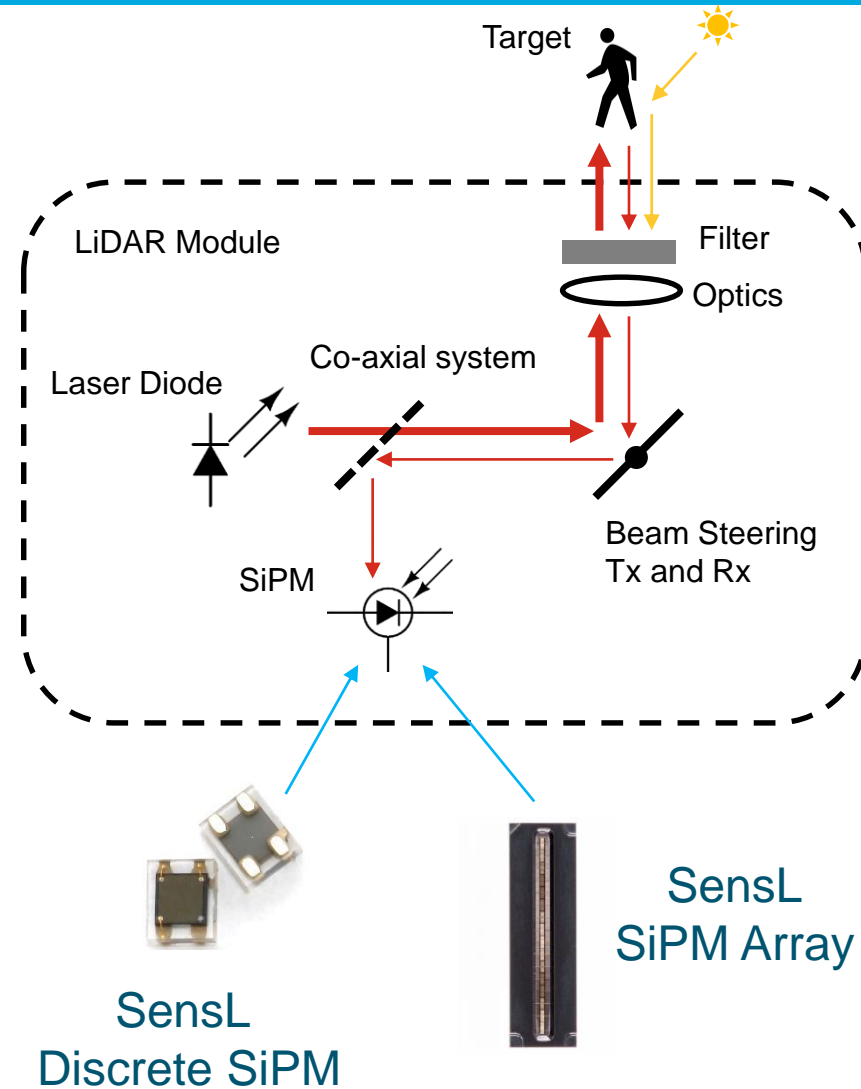 Target
LiDAR Module
Filter
Optics
Co-axial system
Laser Diode
Beam Steering
Tx and Rx
SiPM
SensL
SiPM Array
SensL
Discrete SiPM